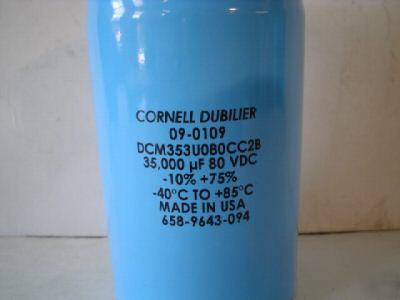 CORNELL DUBILIER
09-0109
DCM353U080CC2B
35,000 µF 80 VDC
-10% +75%
-40°C TO +85°C
MADE IN USA
658-9643-094